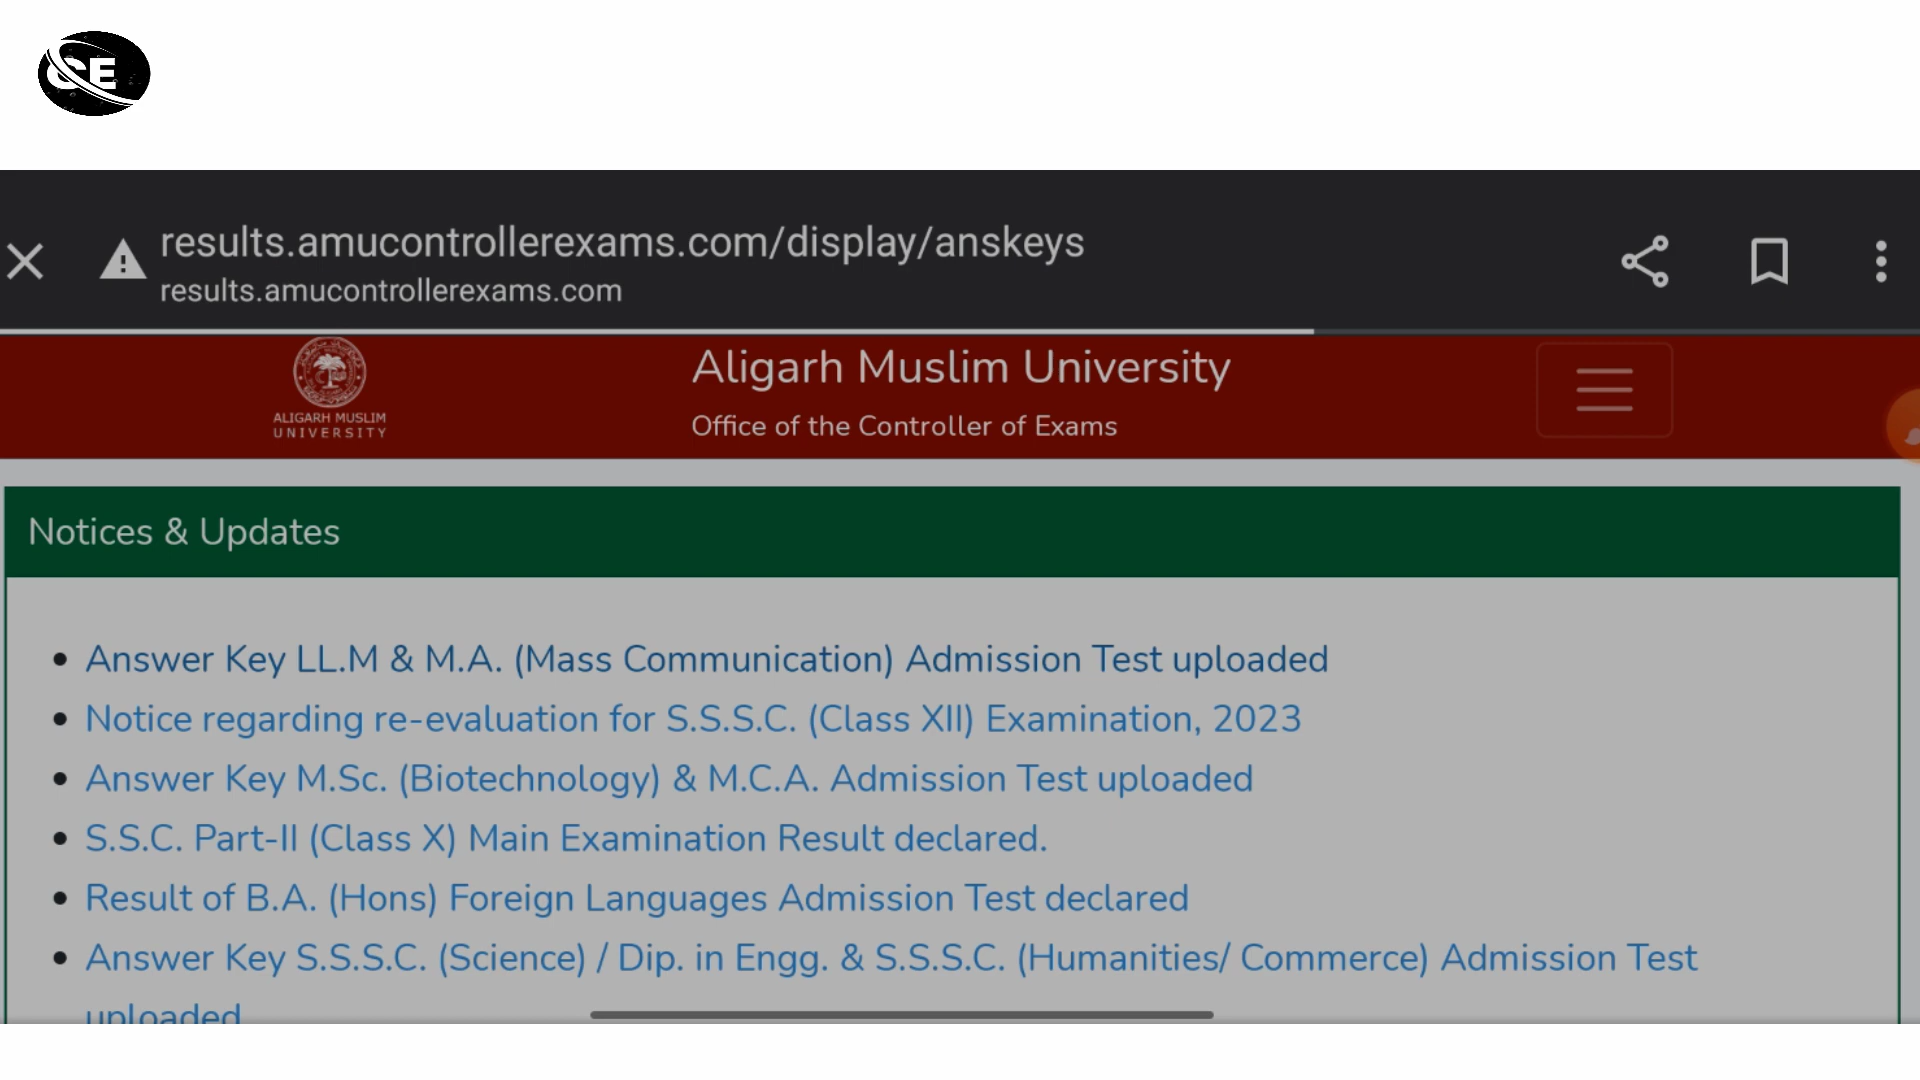 CE
results.amucontrollerexams.com/display/anskeys
results.amucontrollerexams.com
ALIGARH MUSLIM
UNIVERSITY
Aligarh Muslim University
Office of the Controller of Exams
Notices & Updates
Answer Key LL.M & M.A. (Mass Communication) Admission Test uploaded
Notice regarding re-evaluation for S.S.S.C. (Class XII) Examination, 2023
Answer Key M.Sc. (Biotechnology) & M.C.A. Admission Test uploaded
S.S.C. Part-II (Class X) Main Examination Result declared.
Result of B.A. (Hons) Foreign Languages Admission Test declared
Answer Key S.S.S.C. (Science) / Dip. in Engg. & S.S.S.C. (Humanities/ Commerce) Admission Test
uploaded